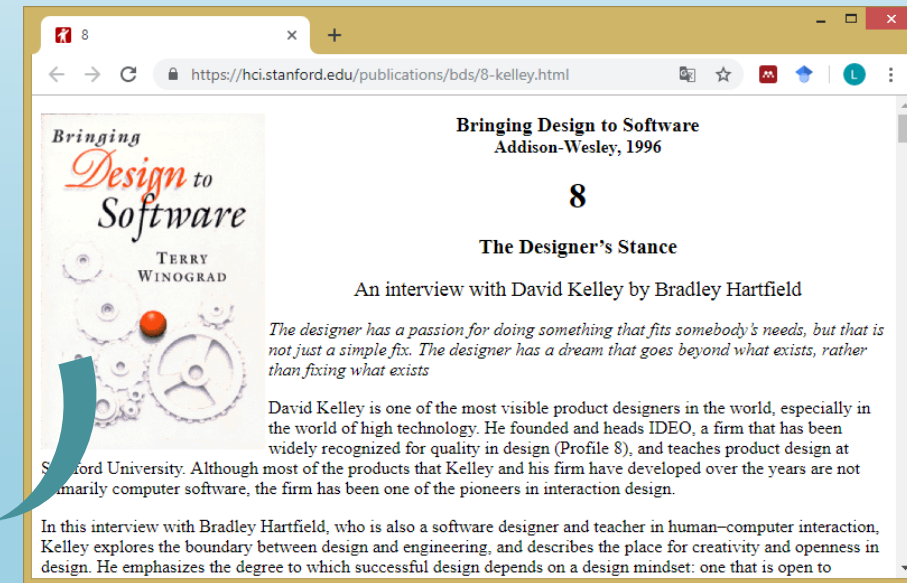 8
https://hci.stanford.edu/publications/bds/8-kelley.html
L
Bringing
Design to
Software
TERRY
WINOGRAD
Bringing Design to Software
Addison-Wesley, 1996
8
The Designer's Stance
An interview with David Kelley by Bradley Hartfield
The designer has a passion for doing something that fits somebody's needs, but that is
not just a simple fix. The designer has a dream that goes beyond what exists, rather
than fixing what exists
David Kelley is one of the most visible product designers in the world, especially in
the world of high technology. He founded and heads IDEO, a firm that has been
widely recognized for quality in design (Profile 8), and teaches product design at
University. Although most of the products that Kelley and his firm have developed over the years are not
computer software, the firm has been one of the pioneers in interaction design.
In this interview with Bradley Hartfield, who is also a software designer and teacher in human–computer interaction,
Kelley explores the boundary between design and engineering, and describes the place for creativity and openness in
design. He emphasizes the degree to which successful design depends on a design mindset: one that is open to